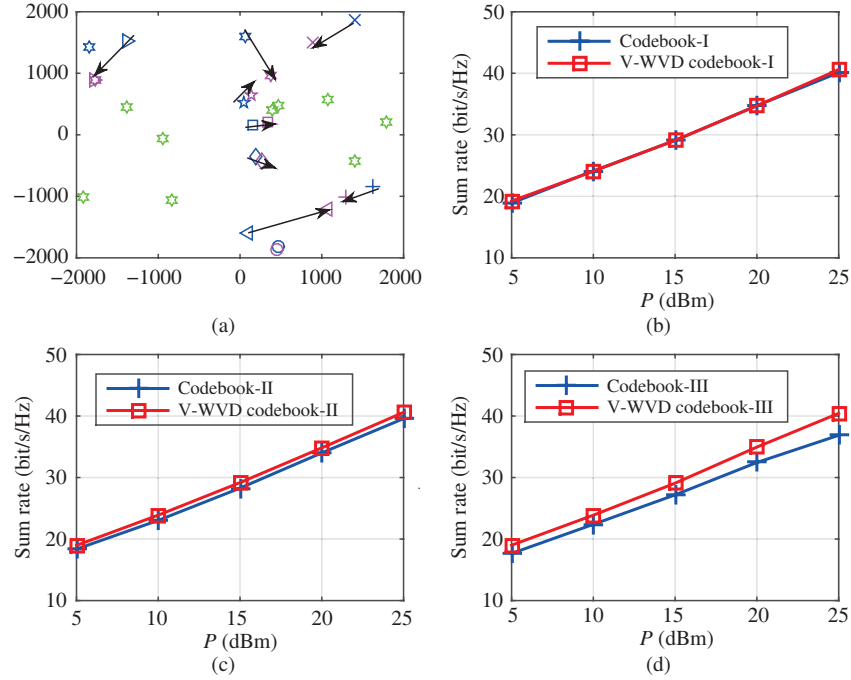 2000
1000
0
−1000
−2000
−2000 −1000 0 1000 2000
(a)
50
40
30
20
10
Sum rate (bit/s/Hz)
Codebook-I
V-WVD codebook-I
5 10 15 20 25
P (dBm)
(b)
50
40
30
20
10
Sum rate (bit/s/Hz)
Codebook-II
V-WVD codebook-II
5 10 15 20 25
P (dBm)
(c)
50
40
30
20
10
Sum rate (bit/s/Hz)
Codebook-III
V-WVD codebook-III
5 10 15 20 25
P (dBm)
(d)